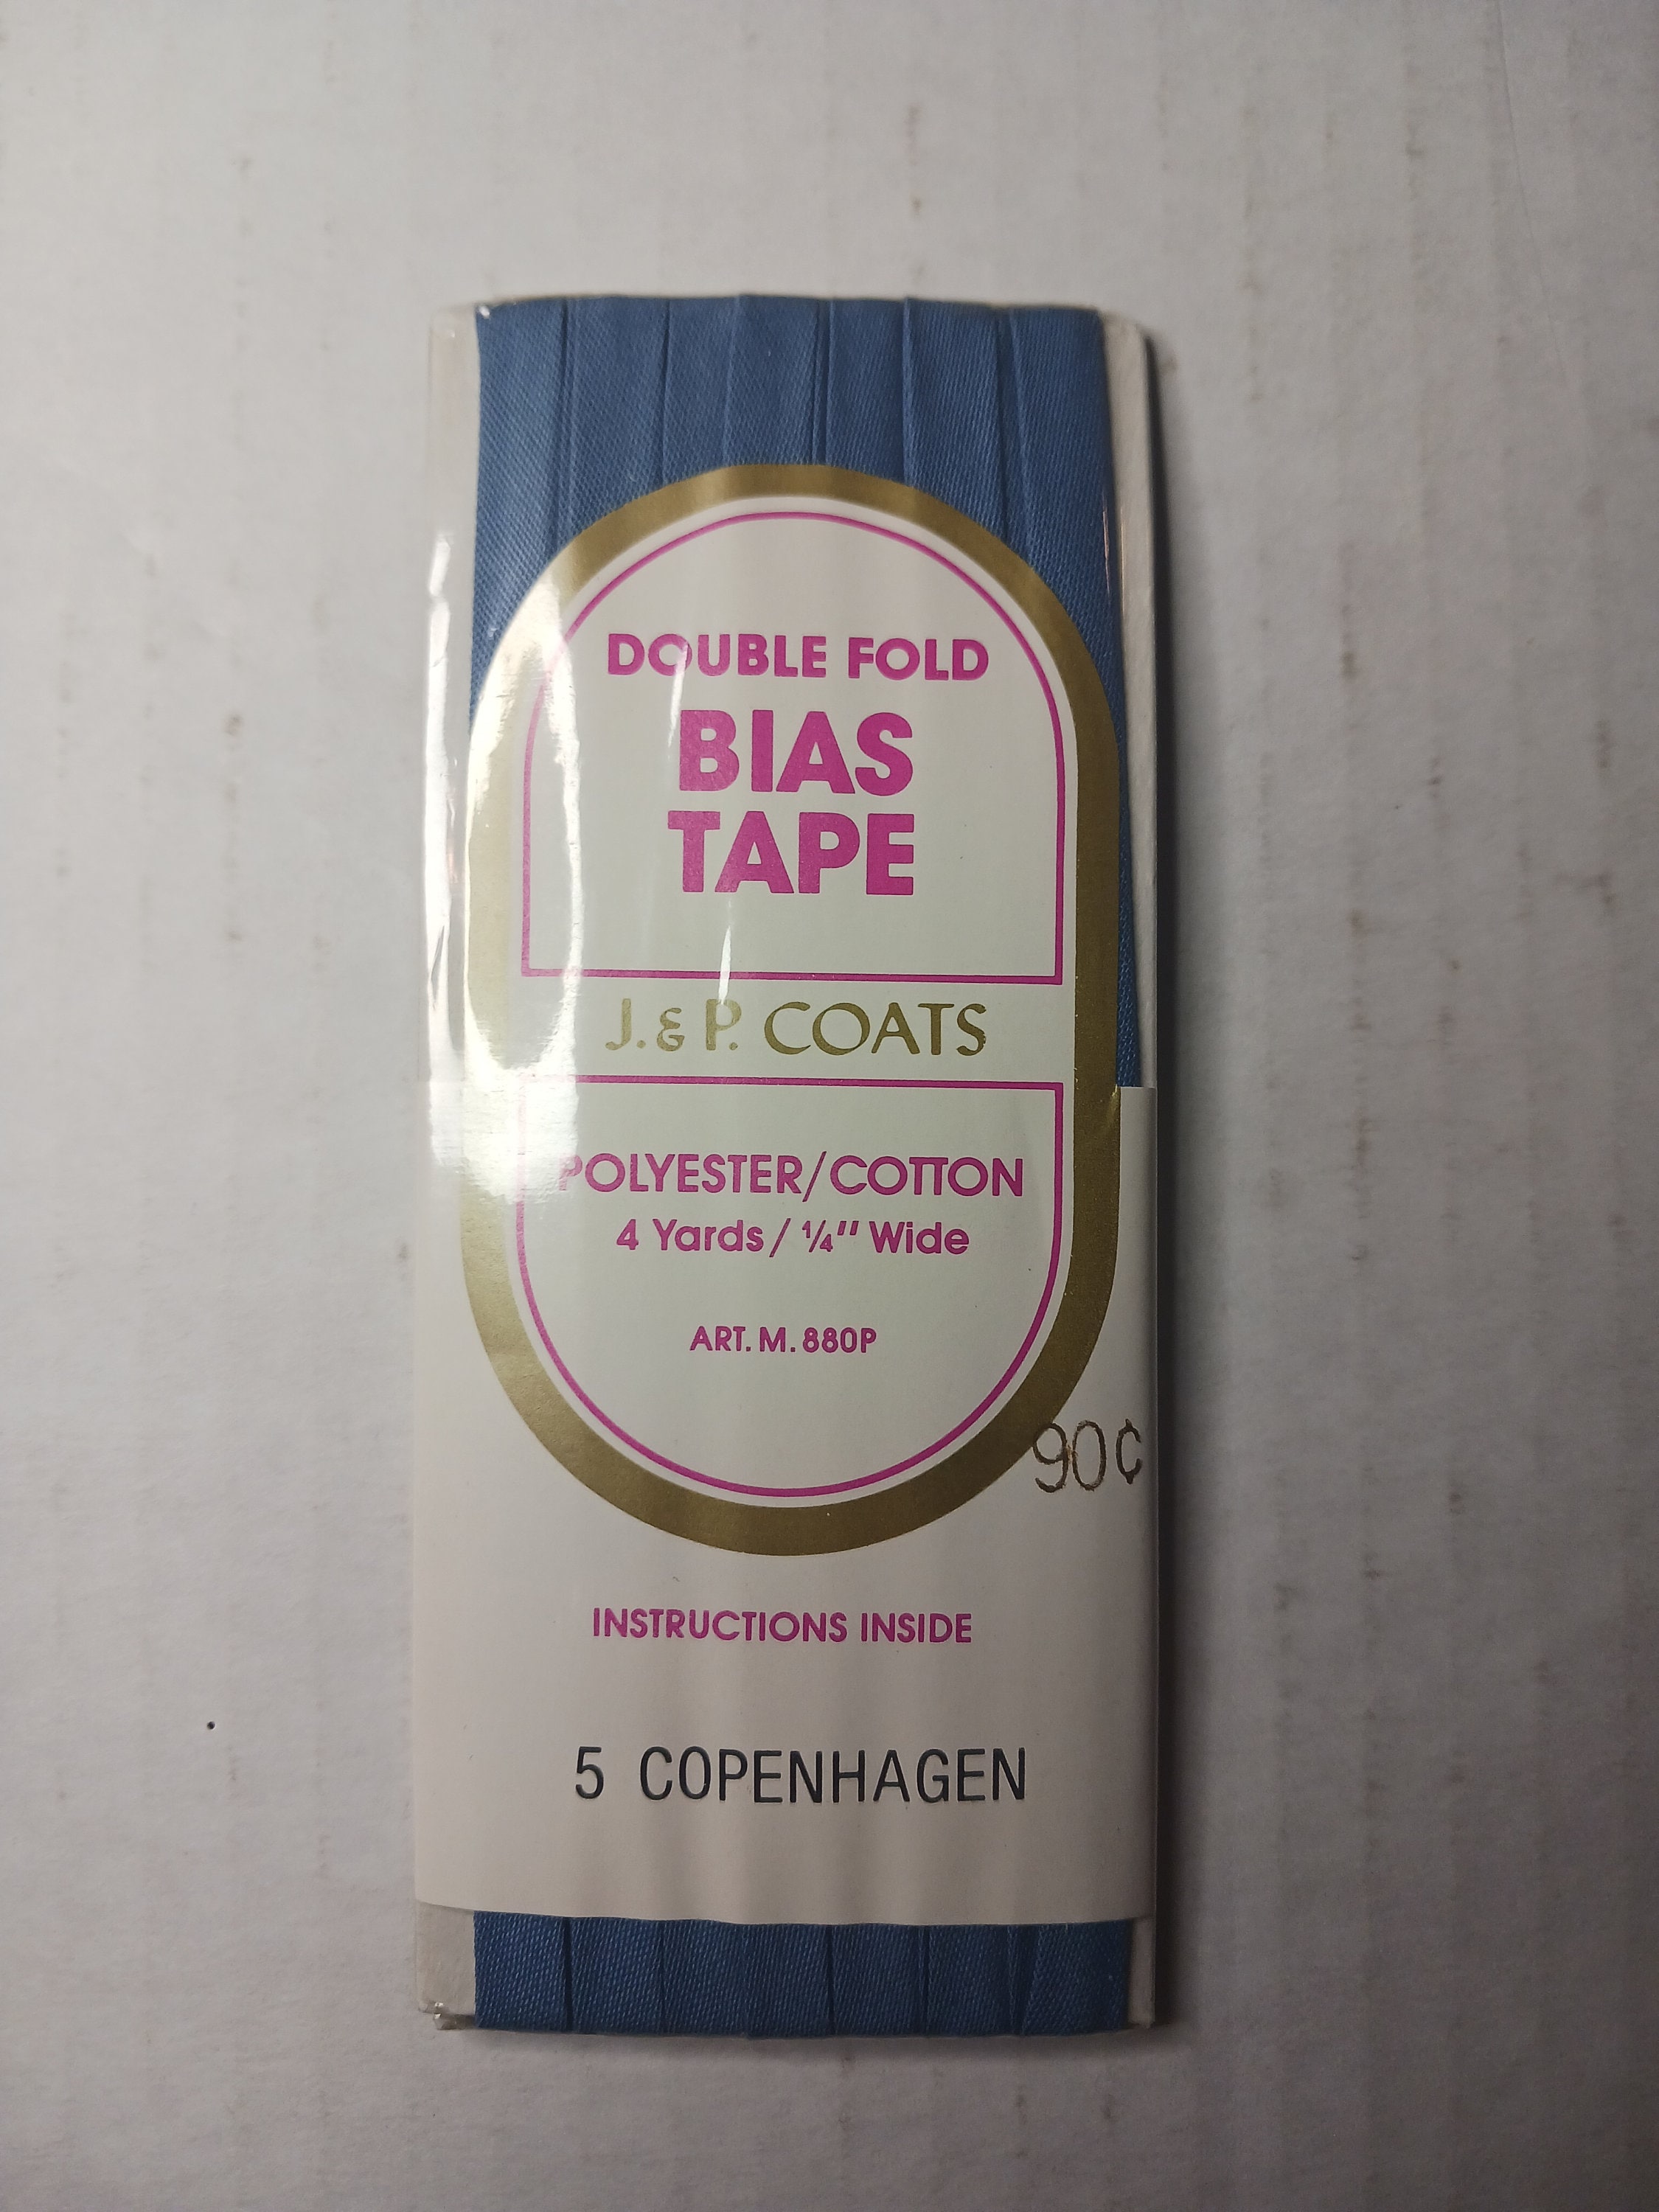 DOUBLE FOLD
BIAS
TAPE
J. & P. COATS
POLYESTER/COTTON
4 Yards / ¼" Wide
ART. M. 880P
90¢
INSTRUCTIONS INSIDE
5 COPENHAGEN